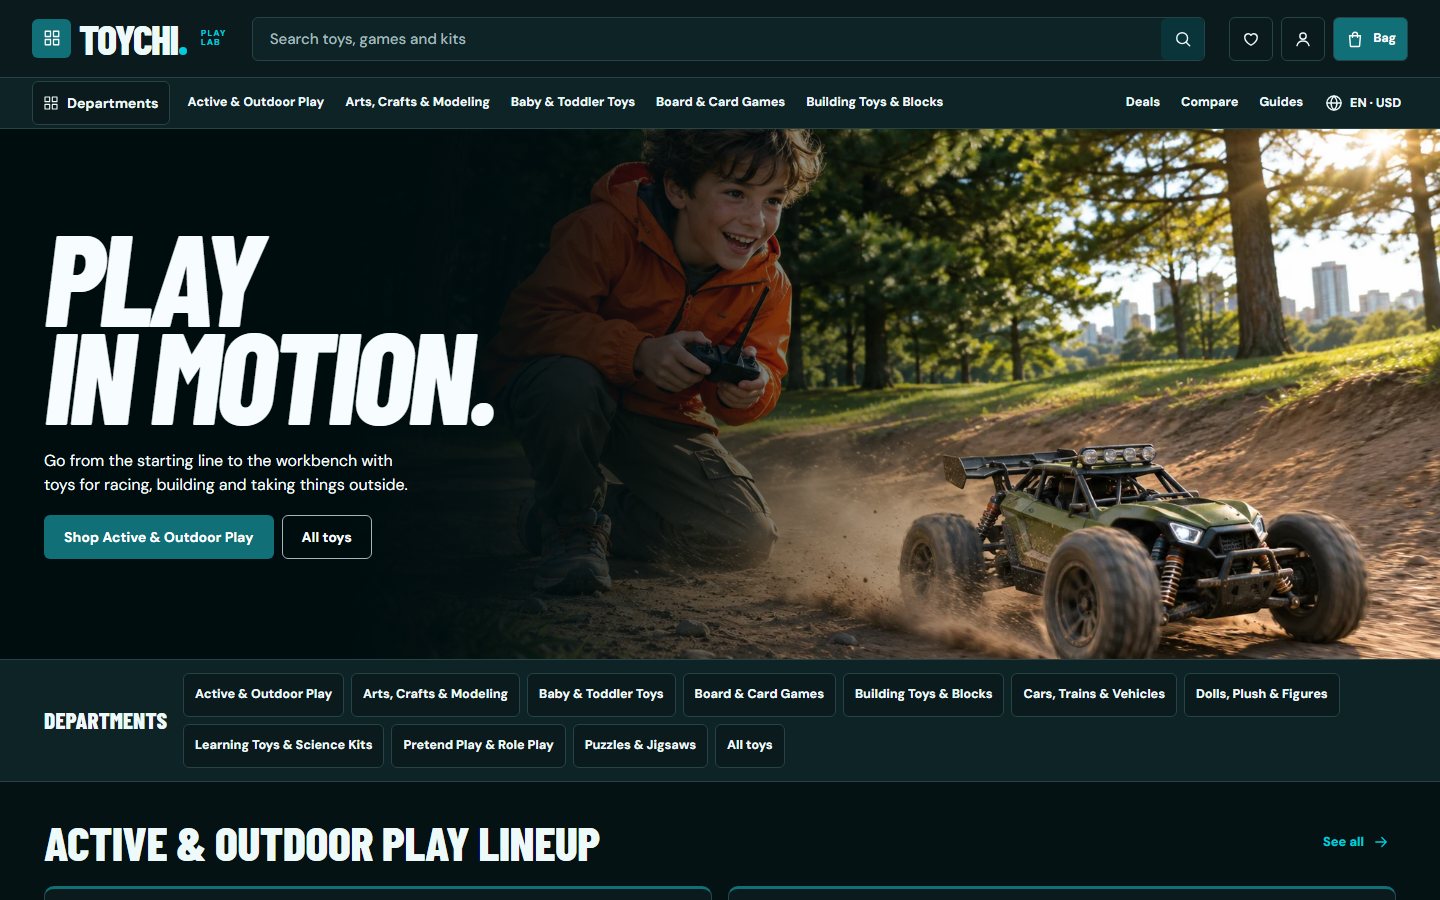 TOYCHI.
PLAY
LAB
Search toys, games and kits
Bag
Departments
Active & Outdoor Play
Arts, Crafts & Modeling
Baby & Toddler Toys
Board & Card Games
Building Toys & Blocks
Deals
Compare
Guides
EN · USD
PLAY
IN MOTION.
Go from the starting line to the workbench with
toys for racing, building and taking things outside.
Shop Active & Outdoor Play
All toys
DEPARTMENTS
Active & Outdoor Play
Arts, Crafts & Modeling
Baby & Toddler Toys
Board & Card Games
Building Toys & Blocks
Cars, Trains & Vehicles
Dolls, Plush & Figures
Learning Toys & Science Kits
Pretend Play & Role Play
Puzzles & Jigsaws
All toys
ACTIVE & OUTDOOR PLAY LINEUP
See all